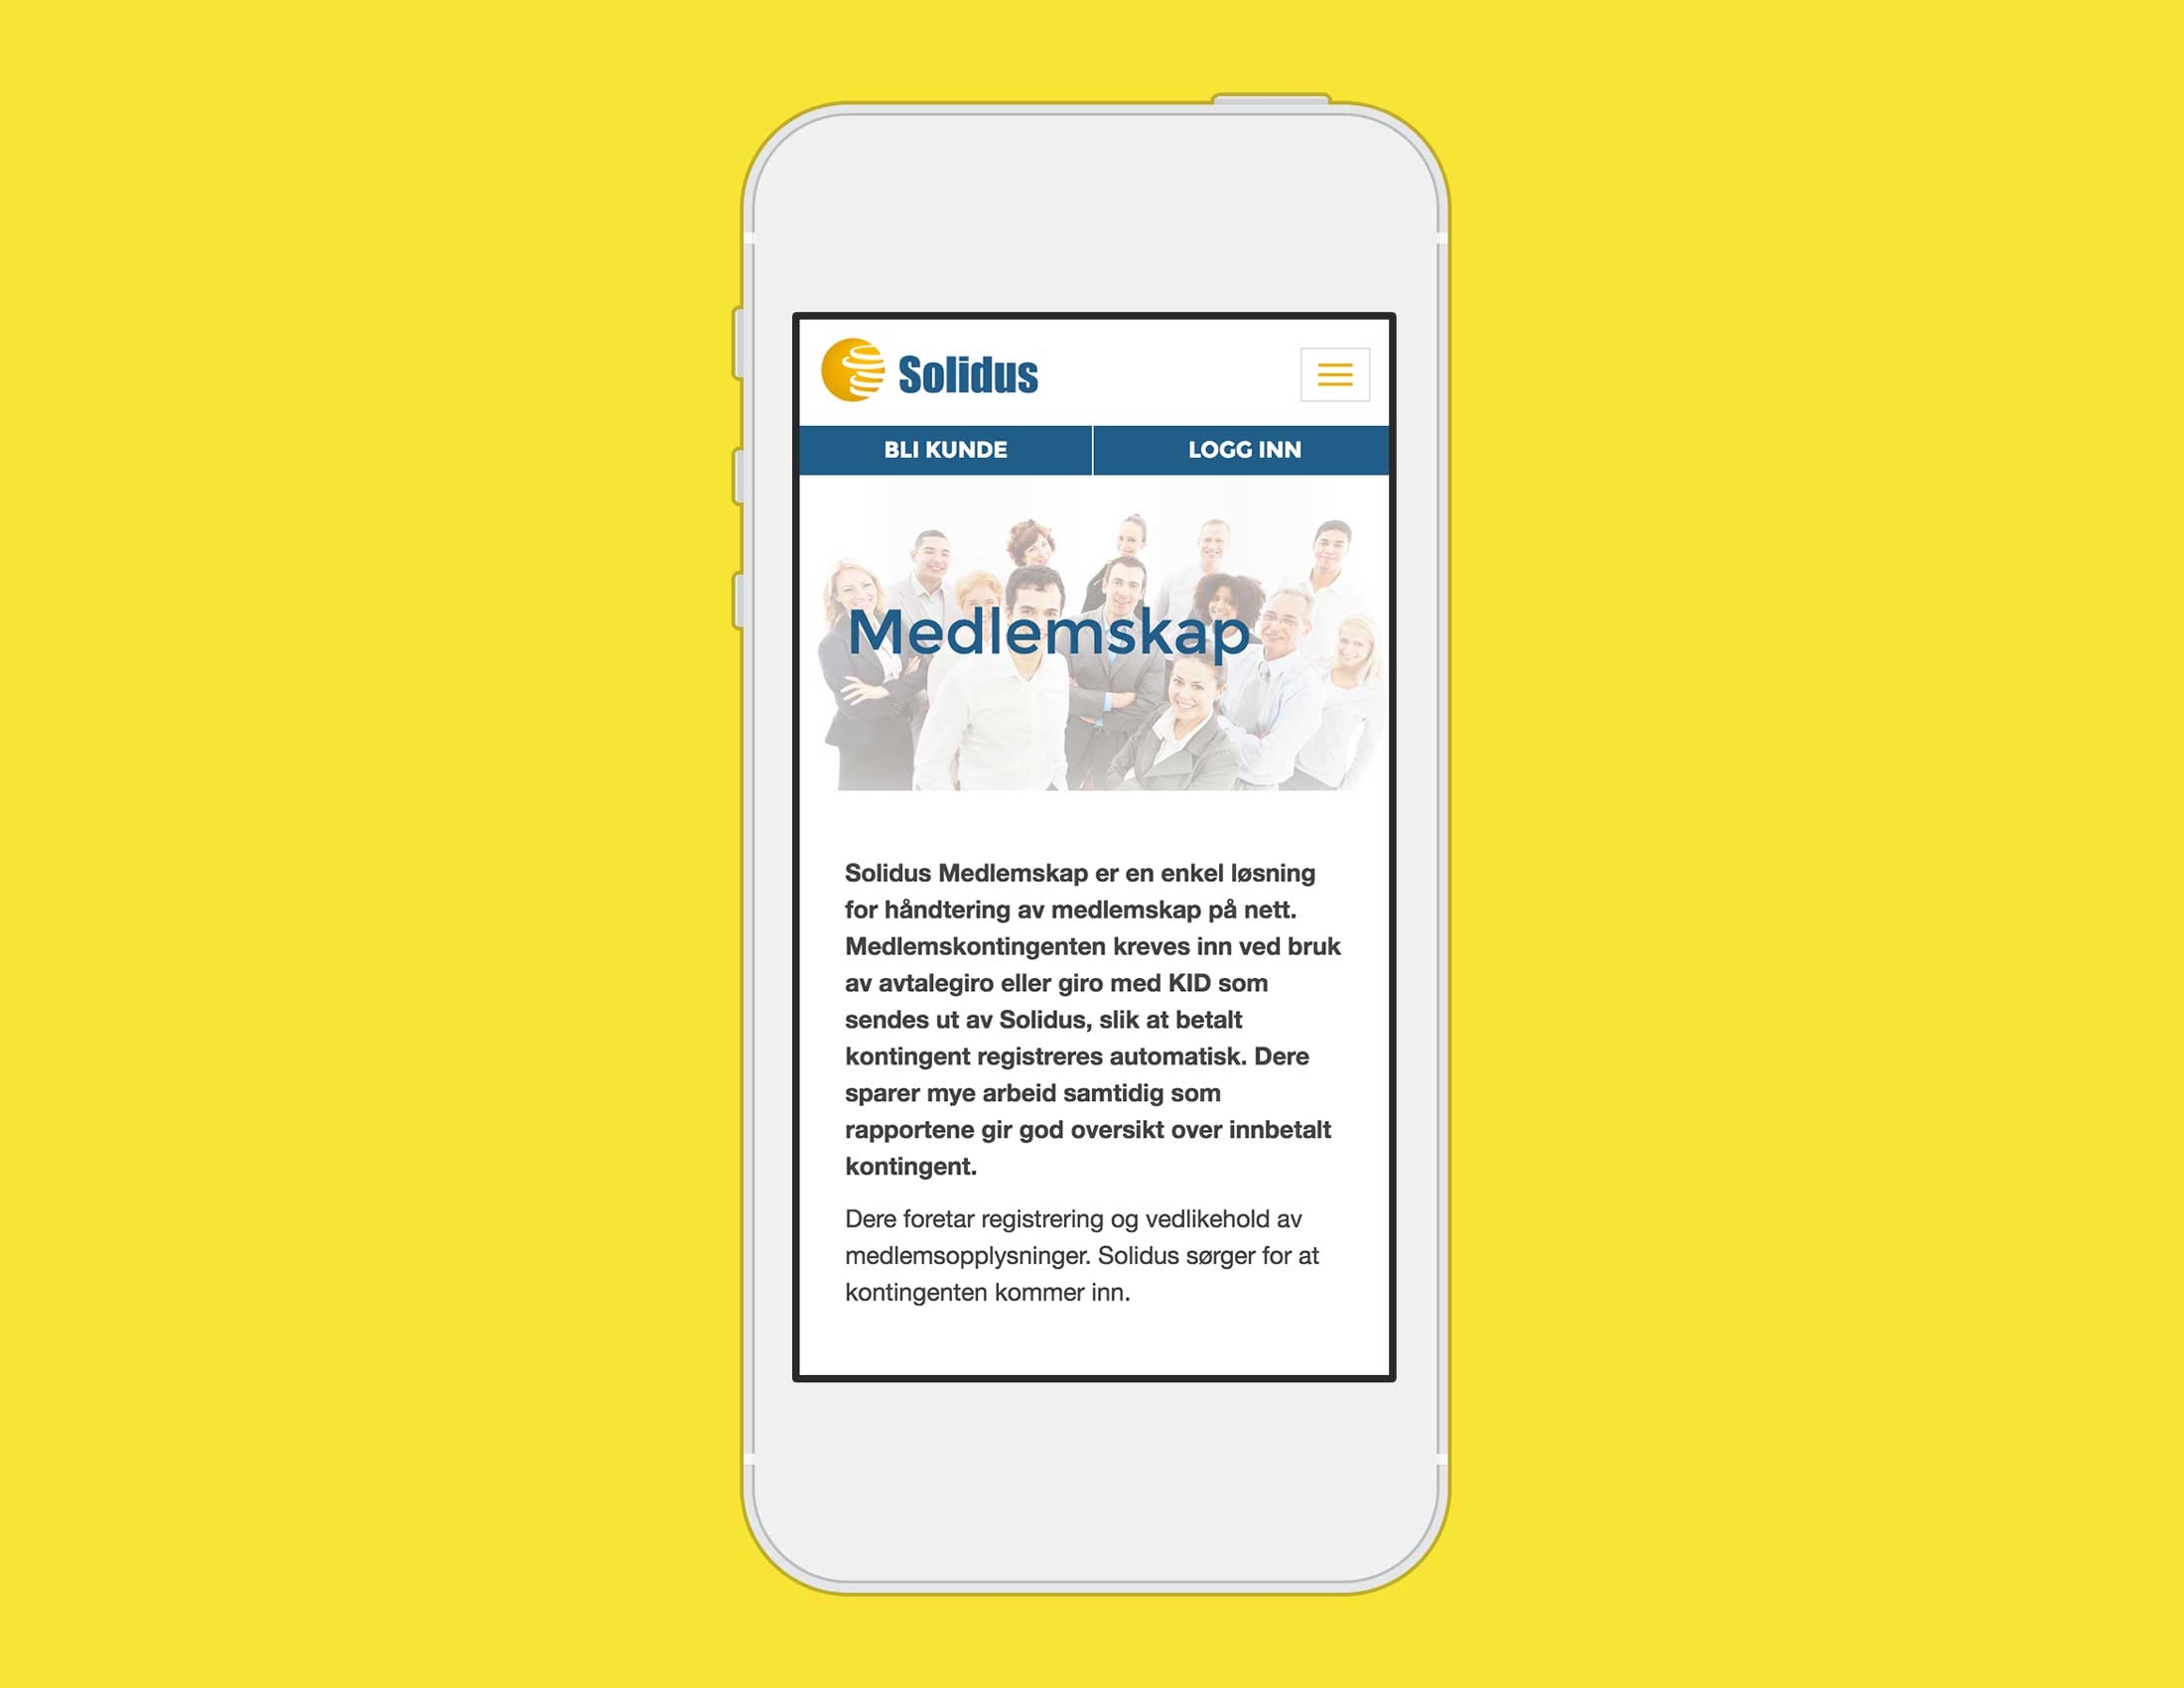 Solidus
BLI KUNDE
LOGG INN
Medlemskap
Solidus Medlemskap er en enkel løsning
for håndtering av medlemskap på nett.
Medlemskontingenten kreves inn ved bruk
av avtalegiro eller giro med KID som
sendes ut av Solidus, slik at betalt
kontingent registreres automatisk. Dere
sparer mye arbeid samtidig som
rapportene gir god oversikt over innbetalt
kontingent.
Dere foretar registrering og vedlikehold av
medlemsopplysninger. Solidus sørger for at
kontingenten kommer inn.